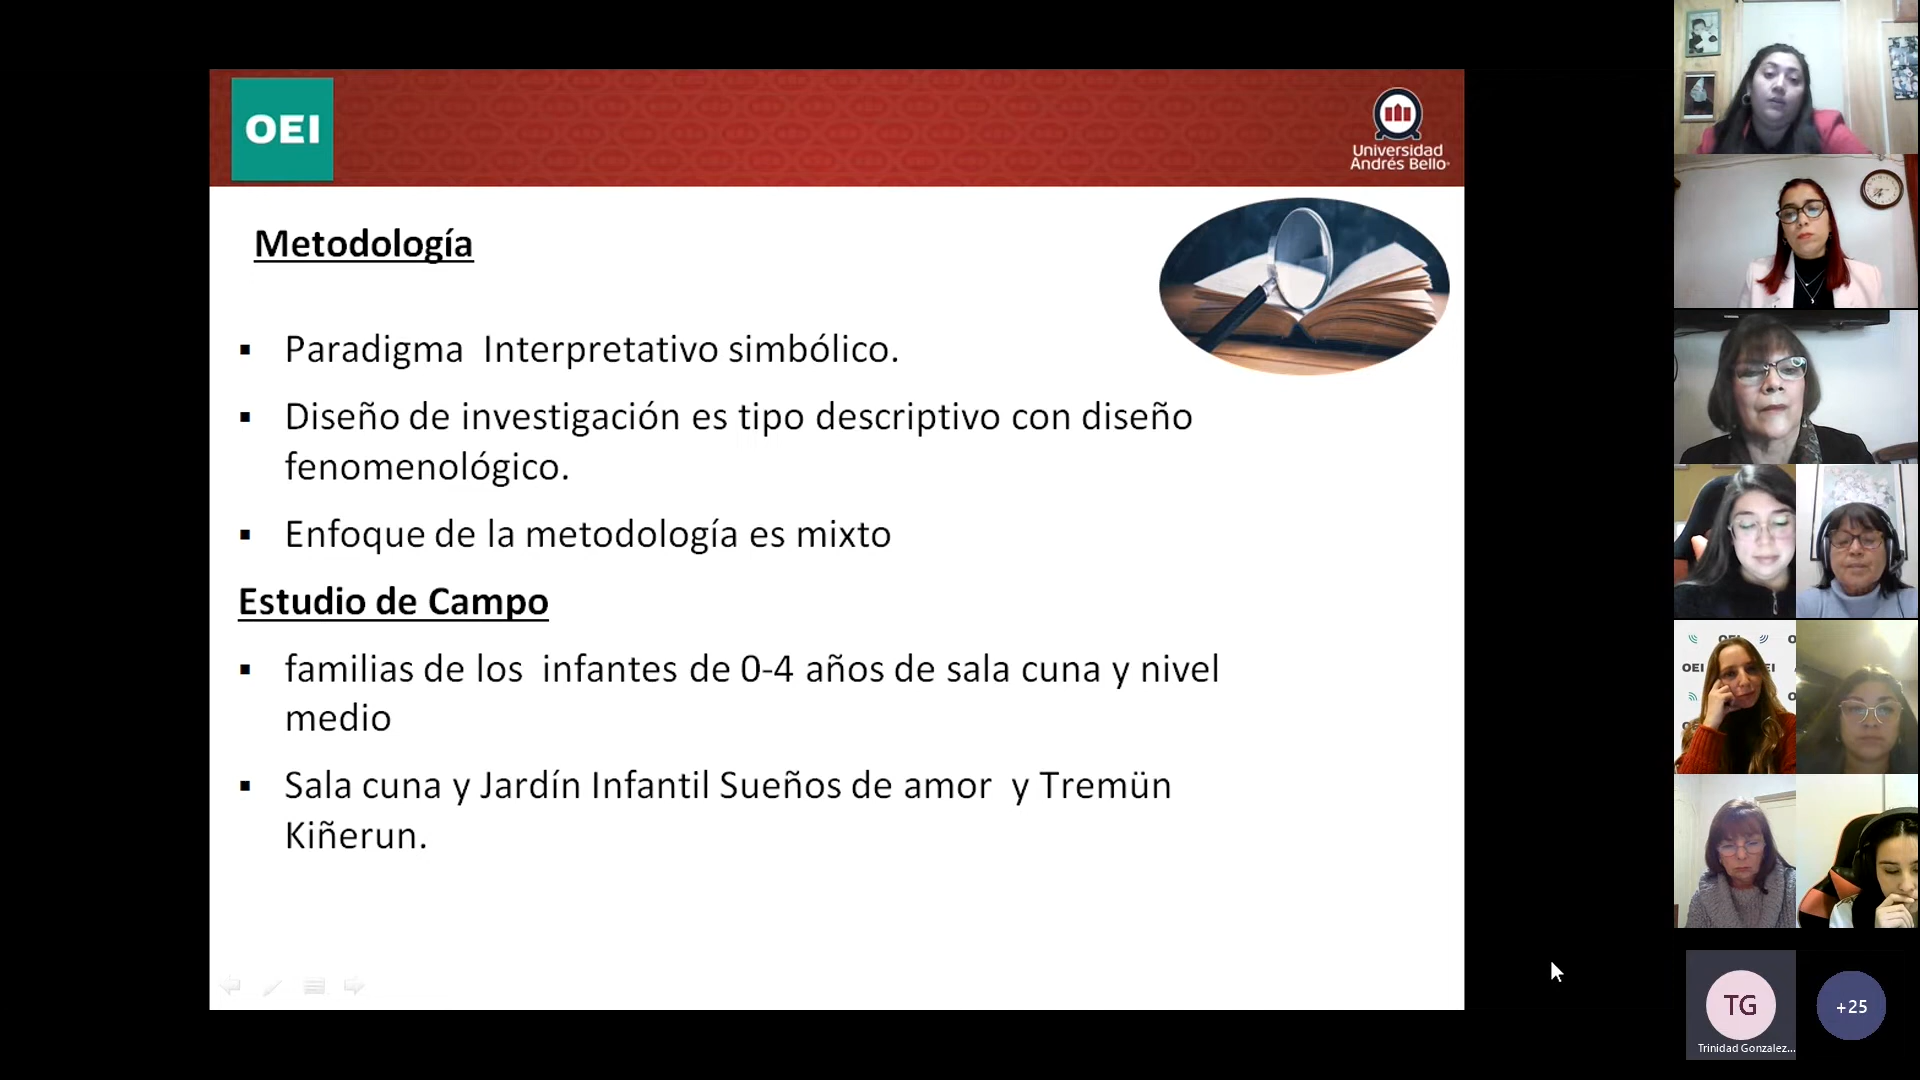 OEI
Universidad
Andrés Bello
Metodología
▪ Paradigma  Interpretativo simbólico.
▪ Diseño de investigación es tipo descriptivo con diseño
fenomenológico.
▪ Enfoque de la metodología es mixto
Estudio de Campo
▪ familias de los  infantes de 0-4 años de sala cuna y nivel
medio
▪ Sala cuna y Jardín Infantil Sueños de amor  y Tremün
Kiñerun.
OEI
TG
Trinidad Gonzalez...
+25